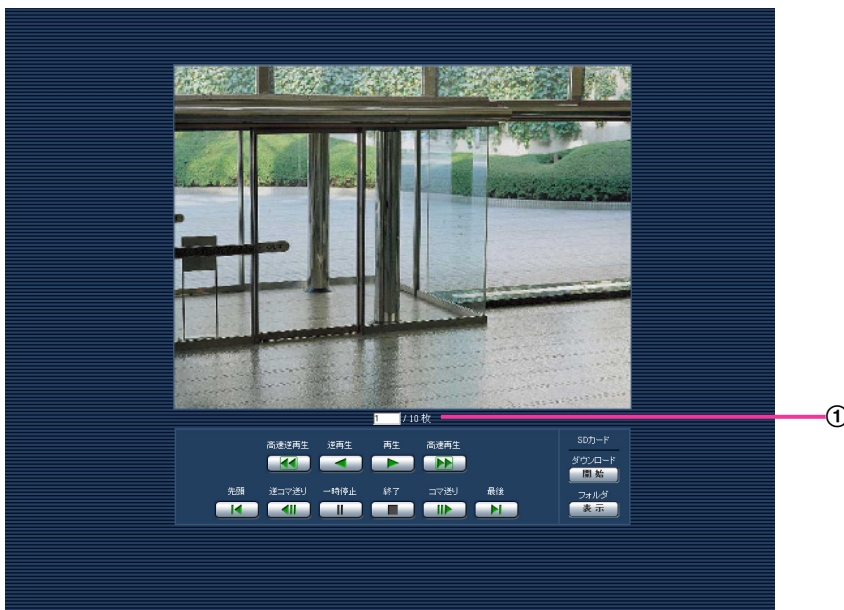 1 / 10 枚
①
高速逆再生 逆再生 再生 高速再生
SDカード
ダウンロード
開始
先頭 逆コマ送り 一時停止 終了 コマ送り 最後
フォルダ
表示